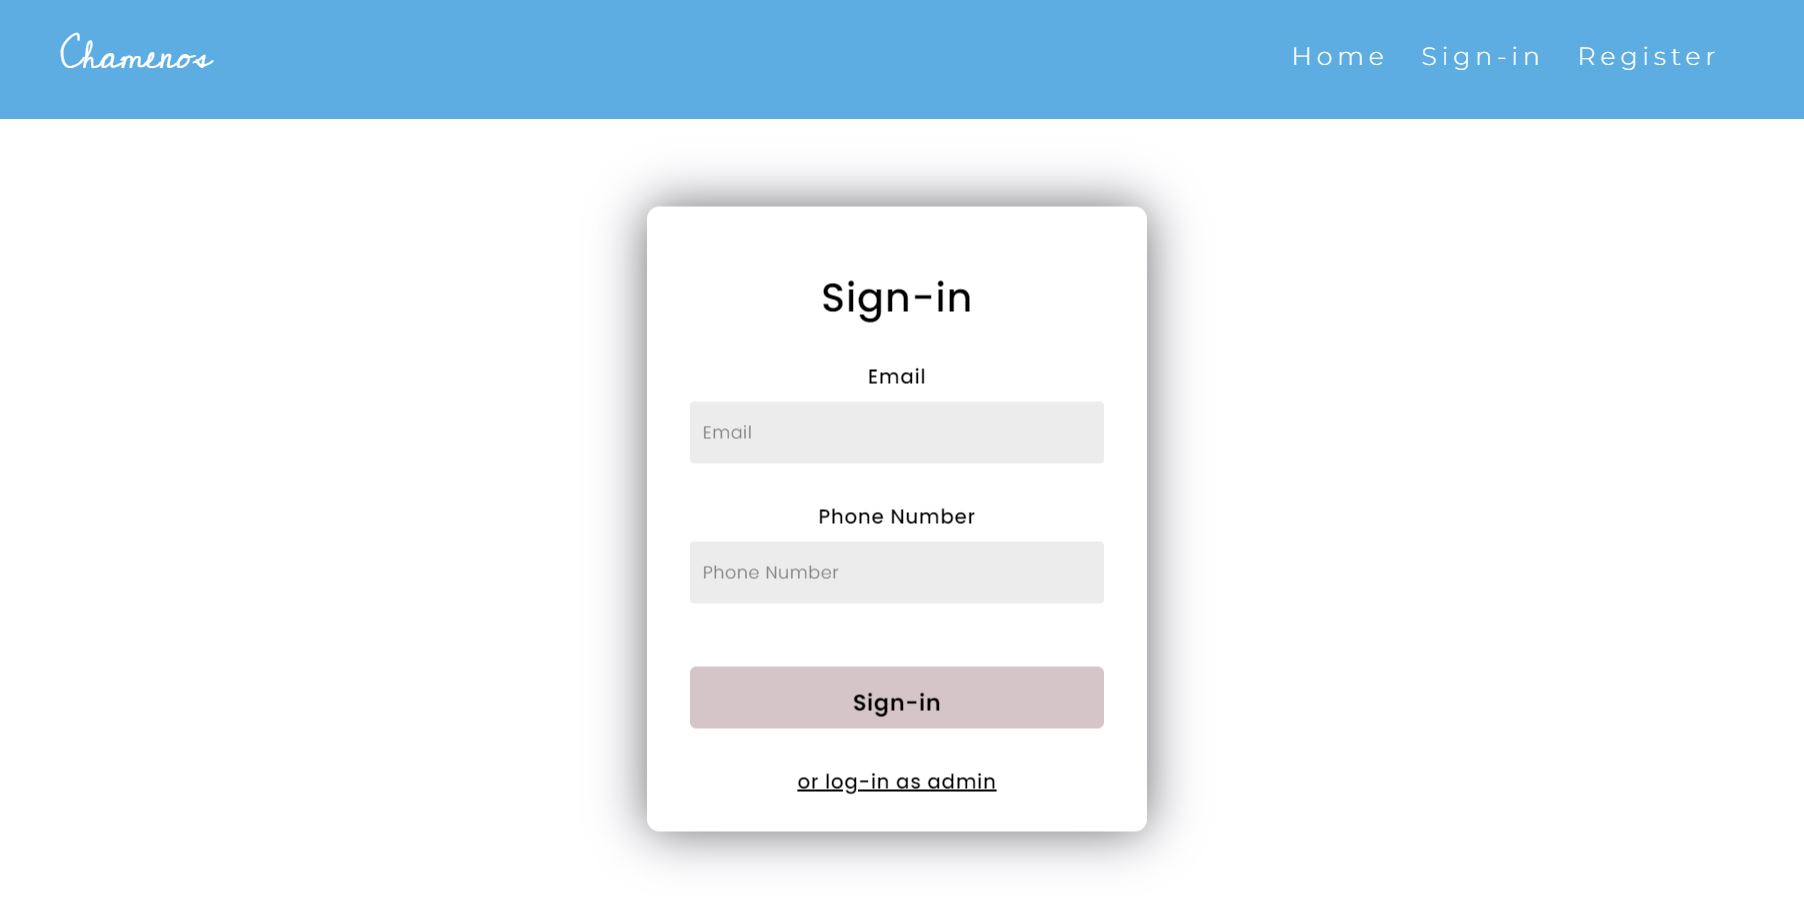 Chamenos
Home Sign-in Register
Sign-in
Email
Email
Phone Number
Phone Number
Sign-in
or log-in as admin